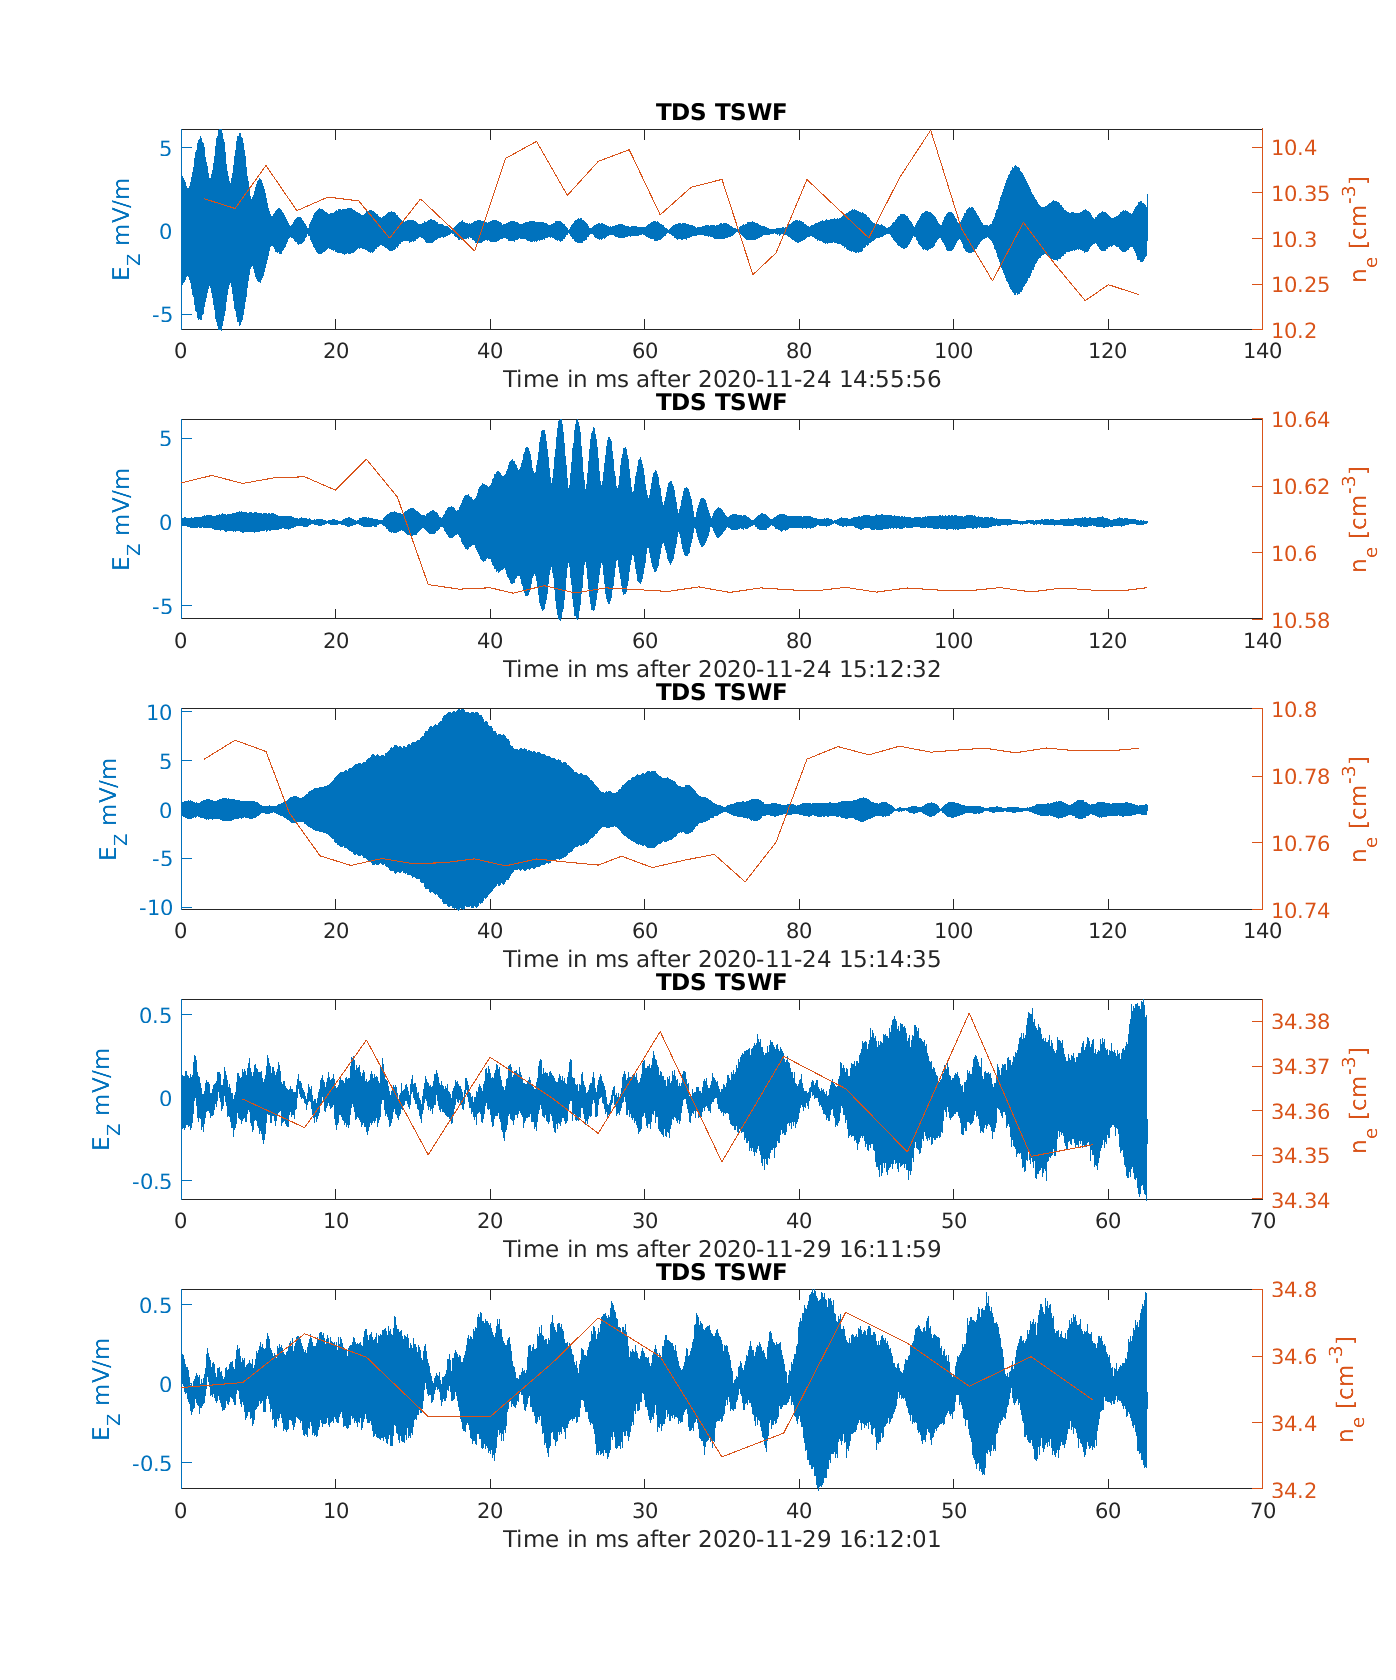 TDS TSWF
5
0
-5
E_Z mV/m
10.4
10.35
10.3
10.25
10.2
n_e [cm^-3]
0 20 40 60 80 100 120 140
Time in ms after 2020-11-24 14:55:56
TDS TSWF
5
0
-5
E_Z mV/m
10.64
10.62
10.6
10.58
n_e [cm^-3]
0 20 40 60 80 100 120 140
Time in ms after 2020-11-24 15:12:32
TDS TSWF
10
5
0
-5
-10
E_Z mV/m
10.8
10.78
10.76
10.74
n_e [cm^-3]
0 20 40 60 80 100 120 140
Time in ms after 2020-11-24 15:14:35
TDS TSWF
0.5
0
-0.5
E_Z mV/m
34.38
34.37
34.36
34.35
34.34
n_e [cm^-3]
0 10 20 30 40 50 60 70
Time in ms after 2020-11-29 16:11:59
TDS TSWF
0.5
0
-0.5
E_Z mV/m
34.8
34.6
34.4
34.2
n_e [cm^-3]
0 10 20 30 40 50 60 70
Time in ms after 2020-11-29 16:12:01